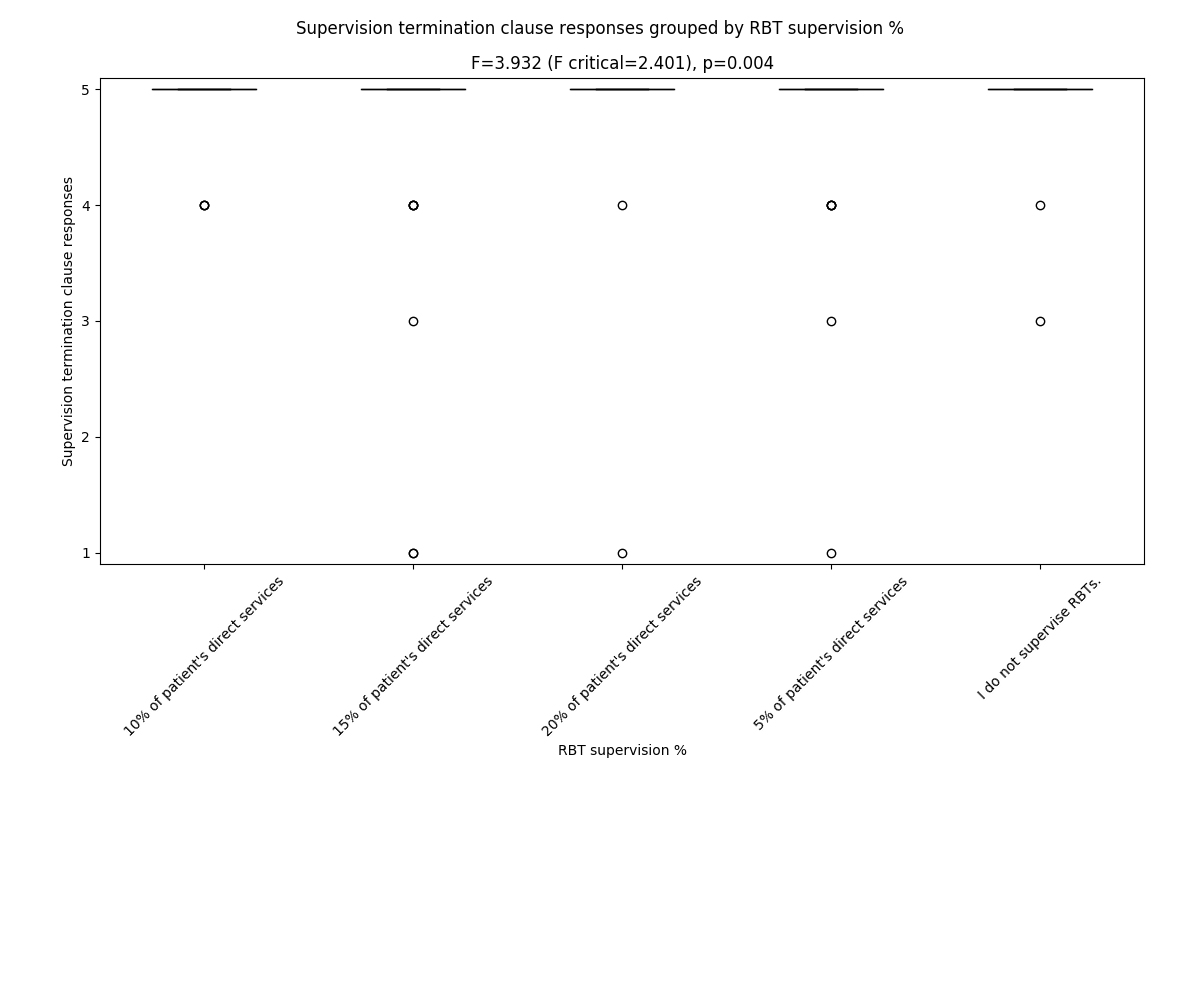 Supervision termination clause responses grouped by RBT supervision %
F=3.932 (F critical=2.401), p=0.004
Supervision termination clause responses
5
4
3
2
1
10% of patient's direct services
15% of patient's direct services
20% of patient's direct services
5% of patient's direct services
I do not supervise RBTs.
RBT supervision %